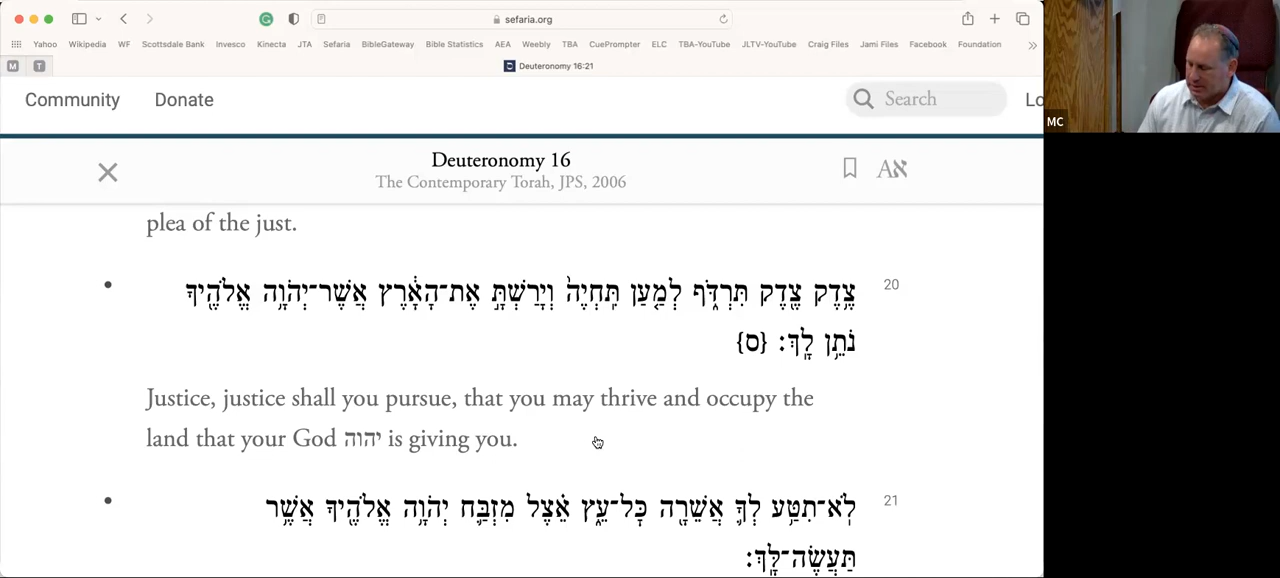 sefaria.org
Yahoo Wikipedia WF Scottsdale Bank Invesco Kinecta JTA Sefaria BibleGateway Bible Statistics AEA Weebly TBA CuePrompter ELC TBA-YouTube JLTV-YouTube Craig Files Jami Files Facebook Foundation
M T Deuteronomy 16:21
Community Donate Search Lo
MC
Deuteronomy 16
Aא
The Contemporary Torah, JPS, 2006
plea of the just.
20 צֶ֥דֶק צֶ֖דֶק תִּרְדֹּ֑ף לְמַ֤עַן תִּֽחְיֶה֙ וְיָרַשְׁתָּ֣ אֶת־הָאָ֔רֶץ אֲשֶׁר־יְהֹוָ֥ה אֱלֹהֶ֖יךָ
נֹתֵ֥ן לָֽךְ׃ {ס}
Justice, justice shall you pursue, that you may thrive and occupy the
land that your God יהוה is giving you.
21 לֹֽא־תִטַּ֥ע לְךָ֛ אֲשֵׁרָ֖ה כׇּל־עֵ֑ץ אֵ֗צֶל מִזְבַּ֛ח יְהֹוָ֥ה אֱלֹהֶ֖יךָ אֲשֶׁ֥ר
תַּעֲשֶׂה־לָּֽךְ׃